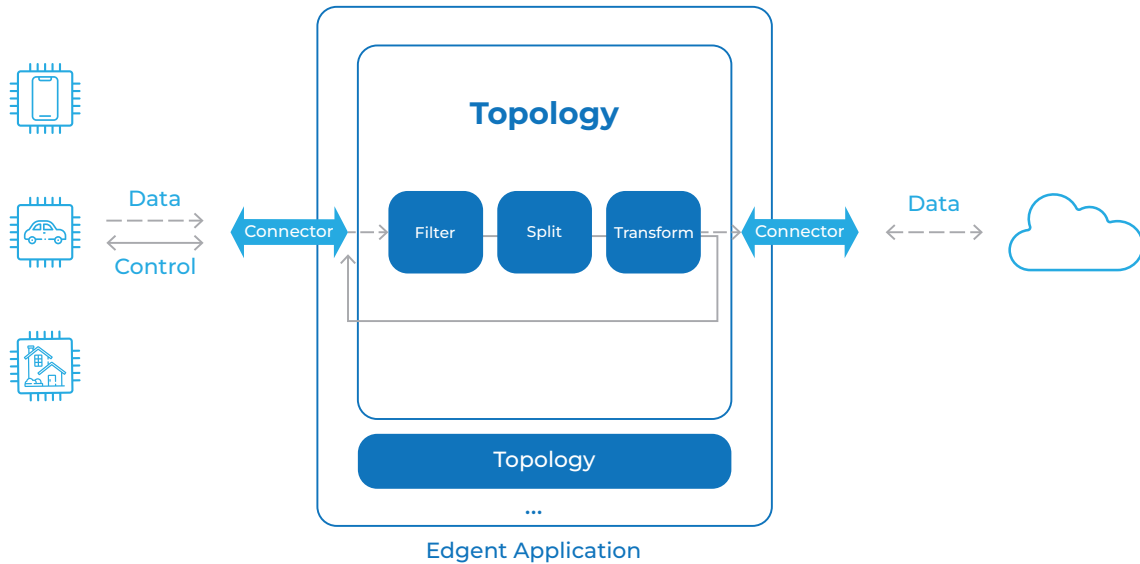 Topology
Data
Control
Connector
Filter
Split
Transform
Connector
Data
Topology
...
Edgent Application